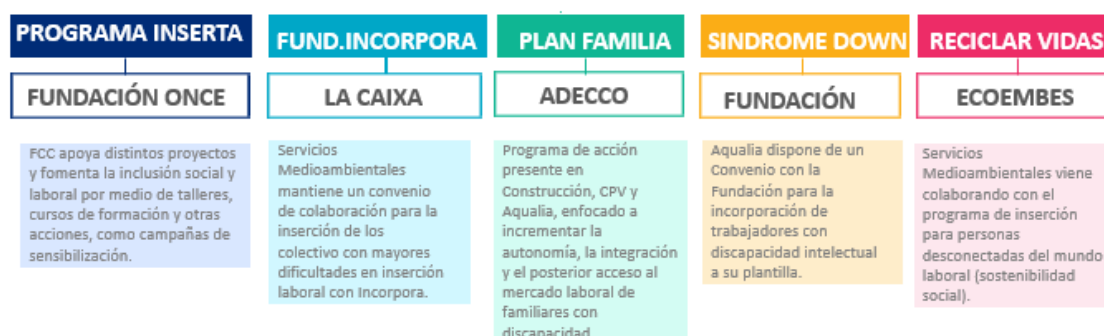 PROGRAMA INSERTA
FUNDACIÓN ONCE
FCC apoya distintos proyectos
y fomenta la inclusión social y
laboral por medio de talleres,
cursos de formación y otras
acciones, como campañas de
sensibilización.
FUND.INCORPORA
LA CAIXA
Servicios
Medioambientales
mantiene un convenio
de colaboración para la
inserción de los
colectivo con mayores
dificultades en inserción
laboral con Incorpora.
PLAN FAMILIA
ADECCO
Programa de acción
presente en
Construcción, CPV y
Aqualia, enfocado a
incrementar la
autonomía, la integración
y el posterior acceso al
mercado laboral de
familiares con
discapacidad
SINDROME DOWN
FUNDACIÓN
Aqualia dispone de un
Convenio con la
Fundación para la
incorporación de
trabajadores con
discapacidad intelectual
a su plantilla.
RECICLAR VIDAS
ECOEMBES
Servicios
Medioambientales viene
colaborando con el
programa de inserción
para personas
desconectadas del mundo
laboral (sostenibilidad
social).